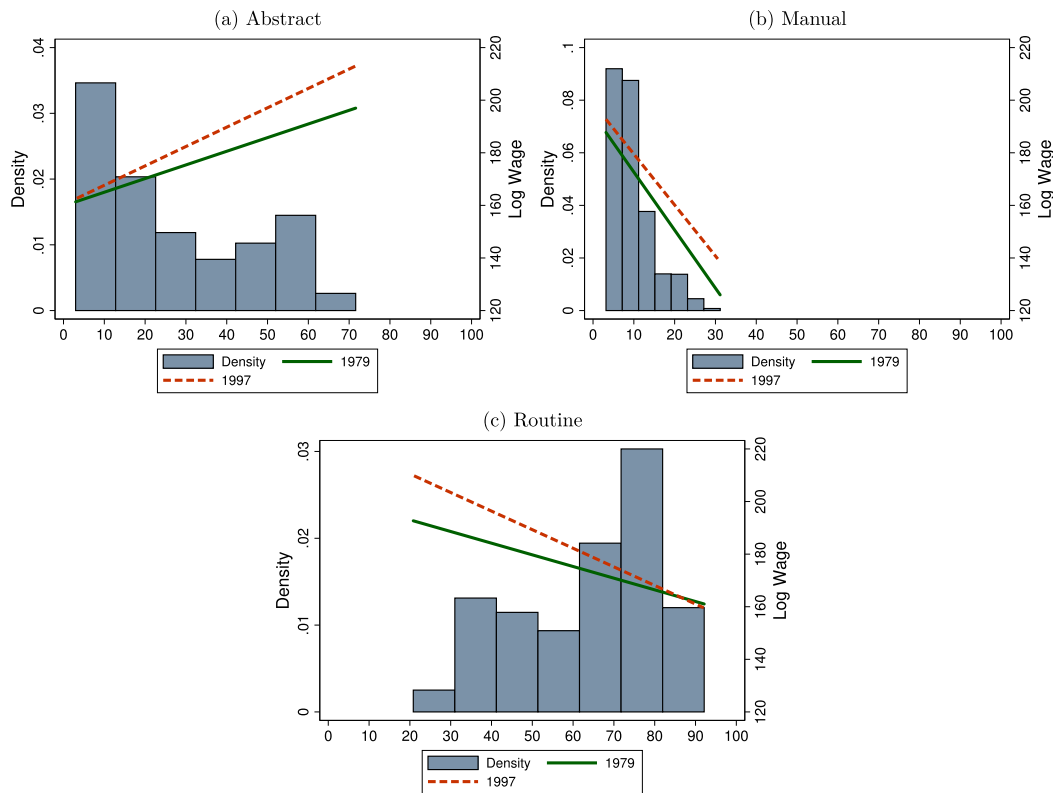 (a) Abstract
Density
0 .01 .02 .03 .04
120 140 160 180 200 220
Log Wage
0 10 20 30 40 50 60 70 80 90 100
Density 1979
1997
(b) Manual
Density
0 .02 .04 .06 .08 .1
120 140 160 180 200 220
Log Wage
0 10 20 30 40 50 60 70 80 90 100
Density 1979
1997
(c) Routine
Density
0 .01 .02 .03
120 140 160 180 200 220
Log Wage
0 10 20 30 40 50 60 70 80 90 100
Density 1979
1997